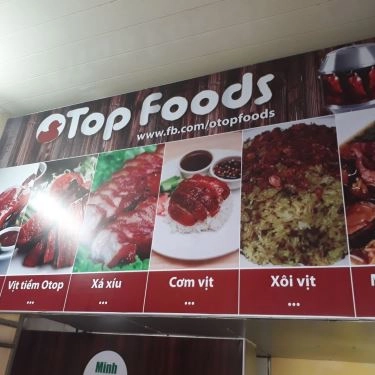 OTop Foods
www.fb.com/otopfoods
Vịt tiềm Otop
...
Xá xíu
...
Cơm vịt
...
Xôi vịt
...
Minh